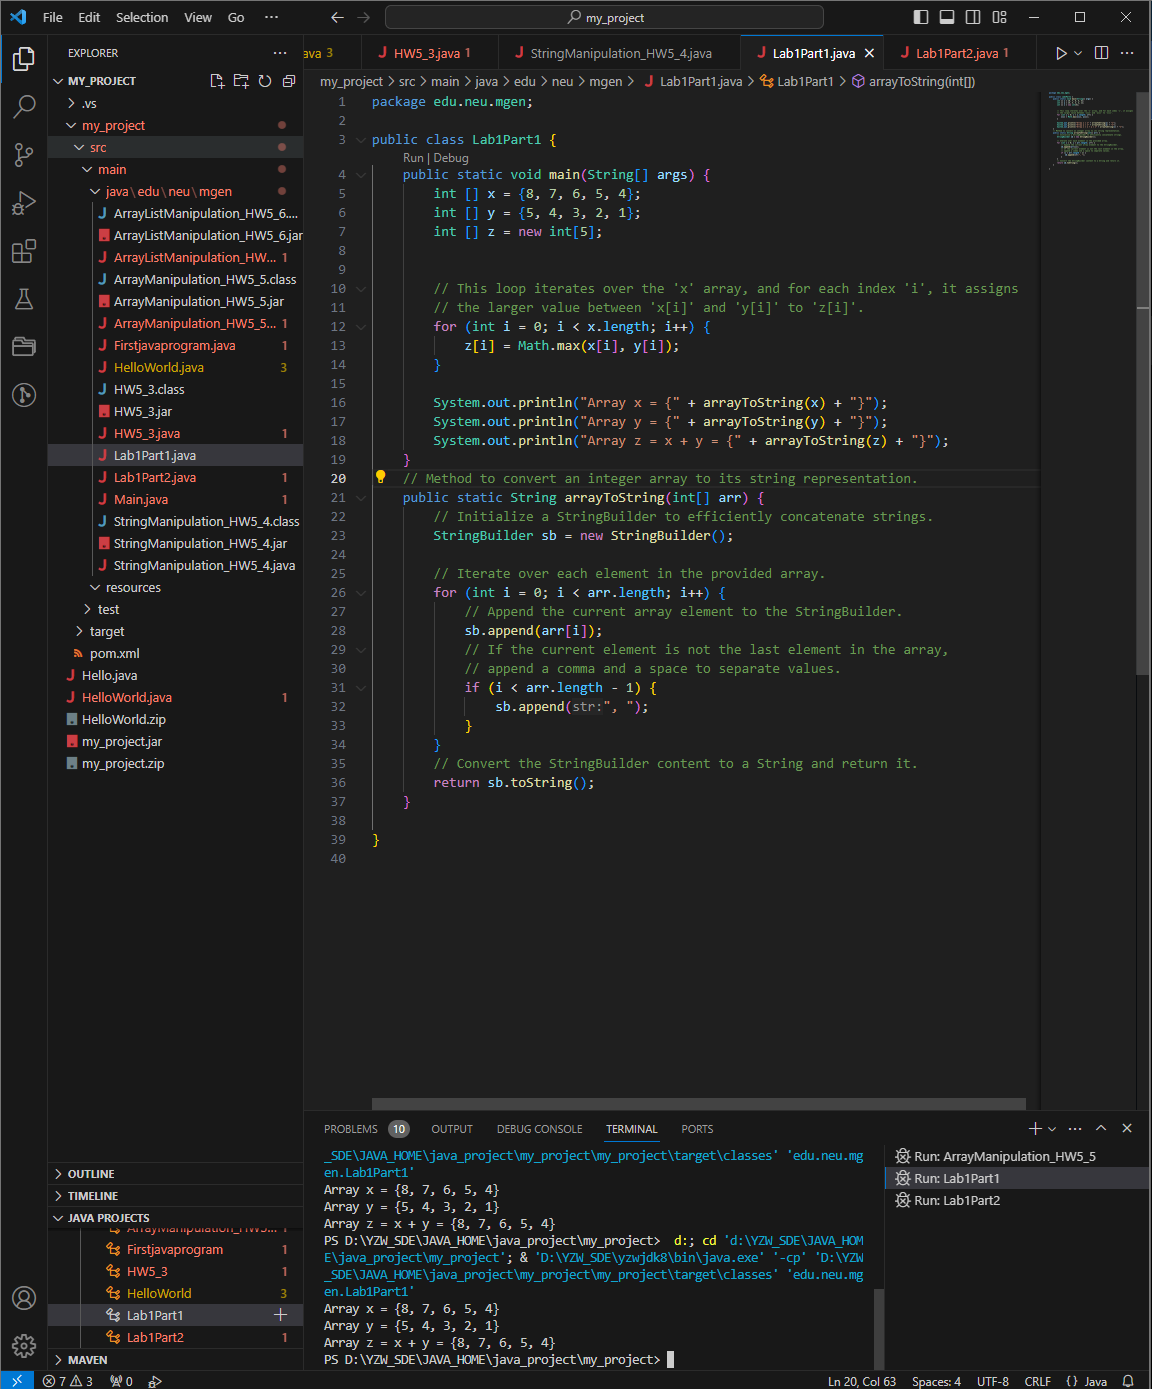 File Edit Selection View Go ··· my_project
EXPLORER ···
MY_PROJECT
.vs
my_project
src
main
java\edu\neu\mgen
ArrayListManipulation_HW5_6....
ArrayListManipulation_HW5_6.jar
ArrayListManipulation_HW... 1
ArrayManipulation_HW5_5.class
ArrayManipulation_HW5_5.jar
ArrayManipulation_HW5_5... 1
Firstjavaprogram.java 1
HelloWorld.java 3
HW5_3.class
HW5_3.jar
HW5_3.java 1
Lab1Part1.java
Lab1Part2.java 1
Main.java 1
StringManipulation_HW5_4.class
StringManipulation_HW5_4.jar
StringManipulation_HW5_4.java
resources
test
target
pom.xml
Hello.java
HelloWorld.java 1
HelloWorld.zip
my_project.jar
my_project.zip
OUTLINE
TIMELINE
JAVA PROJECTS
ArrayManipulation_HW5... 1
Firstjavaprogram 1
HW5_3 1
HelloWorld 3
Lab1Part1
Lab1Part2 1
MAVEN
ava 3 HW5_3.java 1 StringManipulation_HW5_4.java Lab1Part1.java Lab1Part2.java 1 ···
my_project > src > main > java > edu > neu > mgen > Lab1Part1.java > Lab1Part1 > arrayToString(int[])
1 package edu.neu.mgen;
2
3 public class Lab1Part1 {
Run | Debug
4 public static void main(String[] args) {
5 int [] x = {8, 7, 6, 5, 4};
6 int [] y = {5, 4, 3, 2, 1};
7 int [] z = new int[5];
8
9
10 // This loop iterates over the 'x' array, and for each index 'i', it assigns
11 // the larger value between 'x[i]' and 'y[i]' to 'z[i]'.
12 for (int i = 0; i < x.length; i++) {
13 z[i] = Math.max(x[i], y[i]);
14 }
15
16 System.out.println("Array x = {" + arrayToString(x) + "}");
17 System.out.println("Array y = {" + arrayToString(y) + "}");
18 System.out.println("Array z = x + y = {" + arrayToString(z) + "}");
19 }
20 // Method to convert an integer array to its string representation.
21 public static String arrayToString(int[] arr) {
22 // Initialize a StringBuilder to efficiently concatenate strings.
23 StringBuilder sb = new StringBuilder();
24
25 // Iterate over each element in the provided array.
26 for (int i = 0; i < arr.length; i++) {
27 // Append the current array element to the StringBuilder.
28 sb.append(arr[i]);
29 // If the current element is not the last element in the array,
30 // append a comma and a space to separate values.
31 if (i < arr.length - 1) {
32 sb.append(str:", ");
33 }
34 }
35 // Convert the StringBuilder content to a String and return it.
36 return sb.toString();
37 }
38
39 }
40
PROBLEMS 10 OUTPUT DEBUG CONSOLE TERMINAL PORTS
_SDE\JAVA_HOME\java_project\my_project\my_project\target\classes' 'edu.neu.mg
en.Lab1Part1'
Array x = {8, 7, 6, 5, 4}
Array y = {5, 4, 3, 2, 1}
Array z = x + y = {8, 7, 6, 5, 4}
PS D:\YZW_SDE\JAVA_HOME\java_project\my_project> d:; cd 'd:\YZW_SDE\JAVA_HOM
E\java_project\my_project'; & 'D:\YZW_SDE\yzwjdk8\bin\java.exe' '-cp' 'D:\YZW
_SDE\JAVA_HOME\java_project\my_project\my_project\target\classes' 'edu.neu.mg
en.Lab1Part1'
Array x = {8, 7, 6, 5, 4}
Array y = {5, 4, 3, 2, 1}
Array z = x + y = {8, 7, 6, 5, 4}
PS D:\YZW_SDE\JAVA_HOME\java_project\my_project>
Run: ArrayManipulation_HW5_5
Run: Lab1Part1
Run: Lab1Part2
7 3 0 Ln 20, Col 63 Spaces: 4 UTF-8 CRLF {} Java